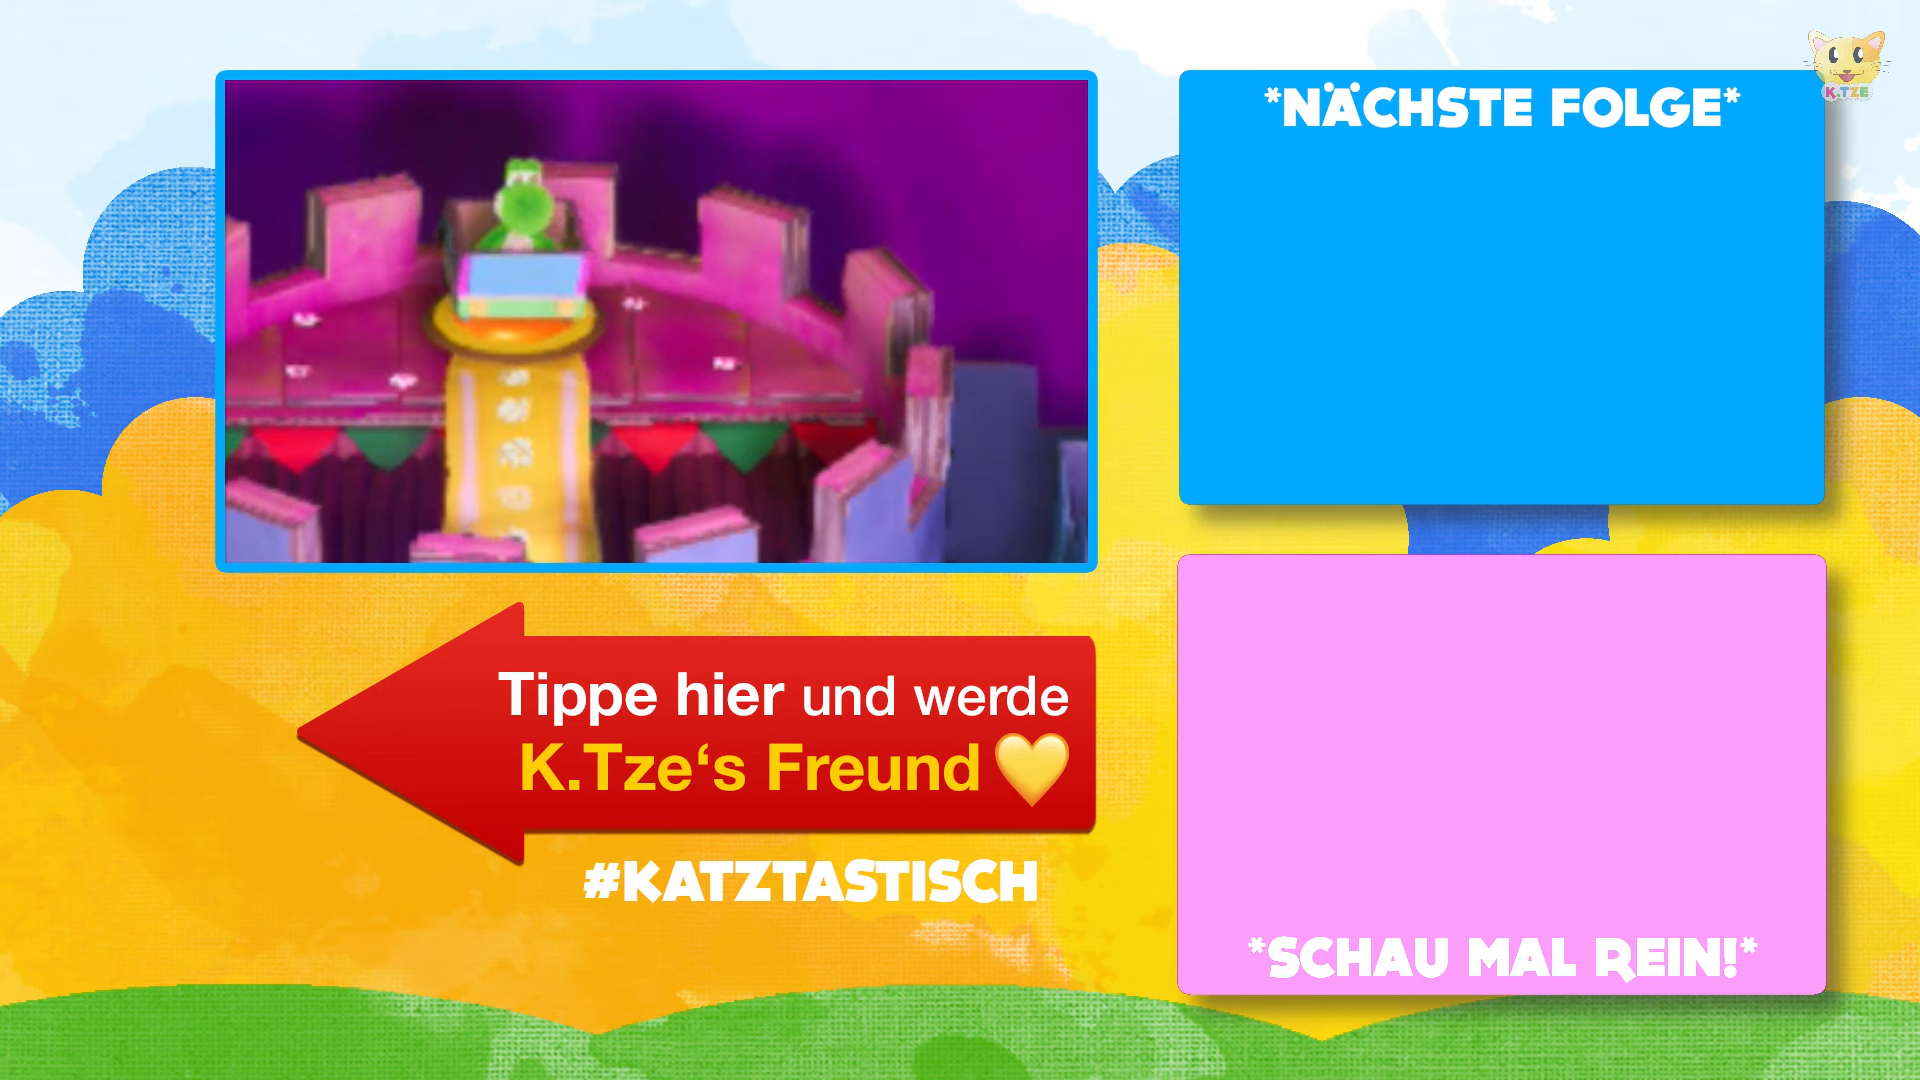 *NÄCHSTE FOLGE*
K.TZE
Tippe hier und werde
K.Tze‘s Freund
#KATZTASTISCH
*SCHAU MAL REIN!*